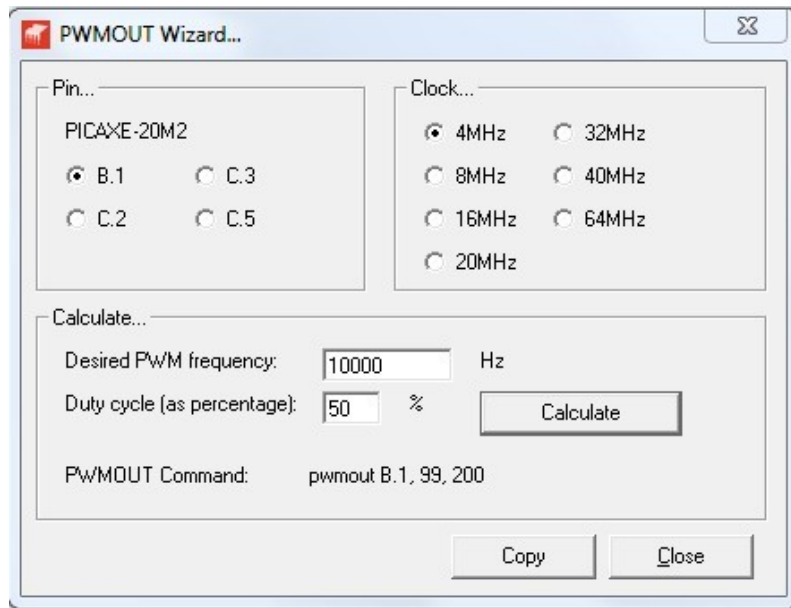 PWMOUT Wizard...
Pin...
PICAXE-20M2
B.1 C.3
C.2 C.5
Clock...
4MHz 32MHz
8MHz 40MHz
16MHz 64MHz
20MHz
Calculate...
Desired PWM frequency: 10000 Hz
Duty cycle (as percentage): 50 % Calculate
PWMOUT Command: pwmout B.1, 99, 200
Copy Close